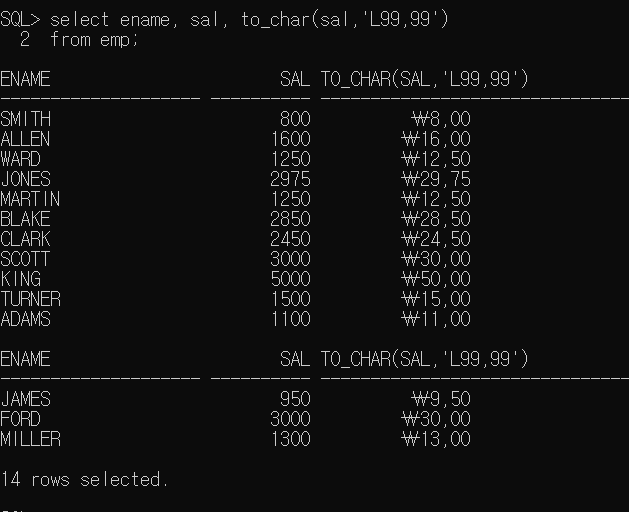 SQL> select ename, sal, to_char(sal,'L99,99')
2 from emp;
ENAME SAL TO_CHAR(SAL,'L99,99')
-------------------- ---------- -------------------------------
SMITH 800 ₩8,00
ALLEN 1600 ₩16,00
WARD 1250 ₩12,50
JONES 2975 ₩29,75
MARTIN 1250 ₩12,50
BLAKE 2850 ₩28,50
CLARK 2450 ₩24,50
SCOTT 3000 ₩30,00
KING 5000 ₩50,00
TURNER 1500 ₩15,00
ADAMS 1100 ₩11,00
ENAME SAL TO_CHAR(SAL,'L99,99')
-------------------- ---------- -------------------------------
JAMES 950 ₩9,50
FORD 3000 ₩30,00
MILLER 1300 ₩13,00
14 rows selected.